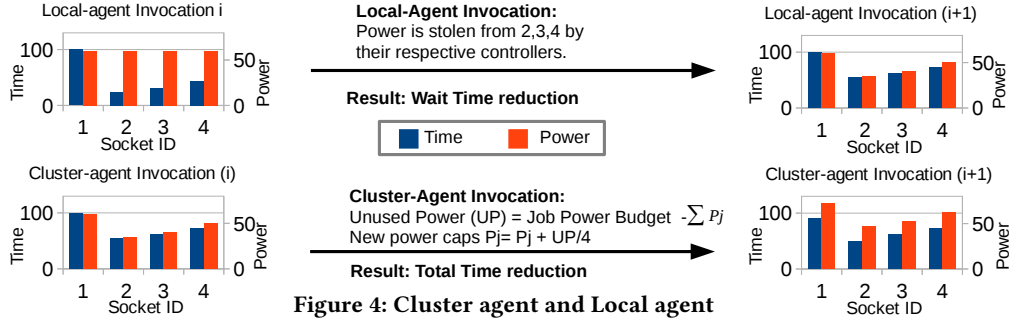 Local-agent Invocation i
Time
100
0
50
0
Power
1 2 3 4
Socket ID
Local-Agent Invocation:
Power is stolen from 2,3,4 by
their respective controllers.
Result: Wait Time reduction
Time Power
Local-agent Invocation (i+1)
Time
100
0
50
0
Power
1 2 3 4
Socket ID
Cluster-agent Invocation (i)
Time
100
0
50
0
Power
1 2 3 4
Socket ID
Cluster-Agent Invocation:
Unused Power (UP) = Job Power Budget -∑ Pj
New power caps Pj= Pj + UP/4
Result: Total Time reduction
Cluster-agent Invocation (i+1)
Time
100
0
50
0
Power
1 2 3 4
Socket ID
Figure 4: Cluster agent and Local agent